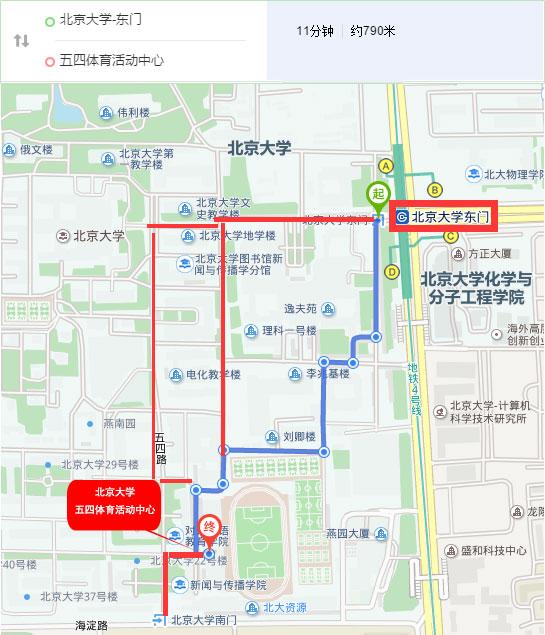 北京大学-东门
五四体育活动中心
11分钟
约790米
伟利楼
俄文楼
北京大学第
一教学楼
北京大学
A
B
北大物理学院
起
北京大学文
史教学楼
北京大学东门
北京大学东门
北京大学
北京大学地学楼
C
方正大厦
北京大学图书馆新
闻与传播学分馆
D
北京大学化学与
分子工程学院
逸夫苑
理科一号楼
海外高层
创新创业
地铁4号线
电化教学楼
李兆基楼
北京大学-计算机
科学技术研究所
燕南园
五四路
刘卿楼
北京大学29号楼
北京大学
五四体育活动中心
终
教育学院
燕园大厦
盛和科技中心
40号楼
北京大学22号楼
新闻与传播学院
北京大学37号楼
北大资源
北京大学南门
海淀路